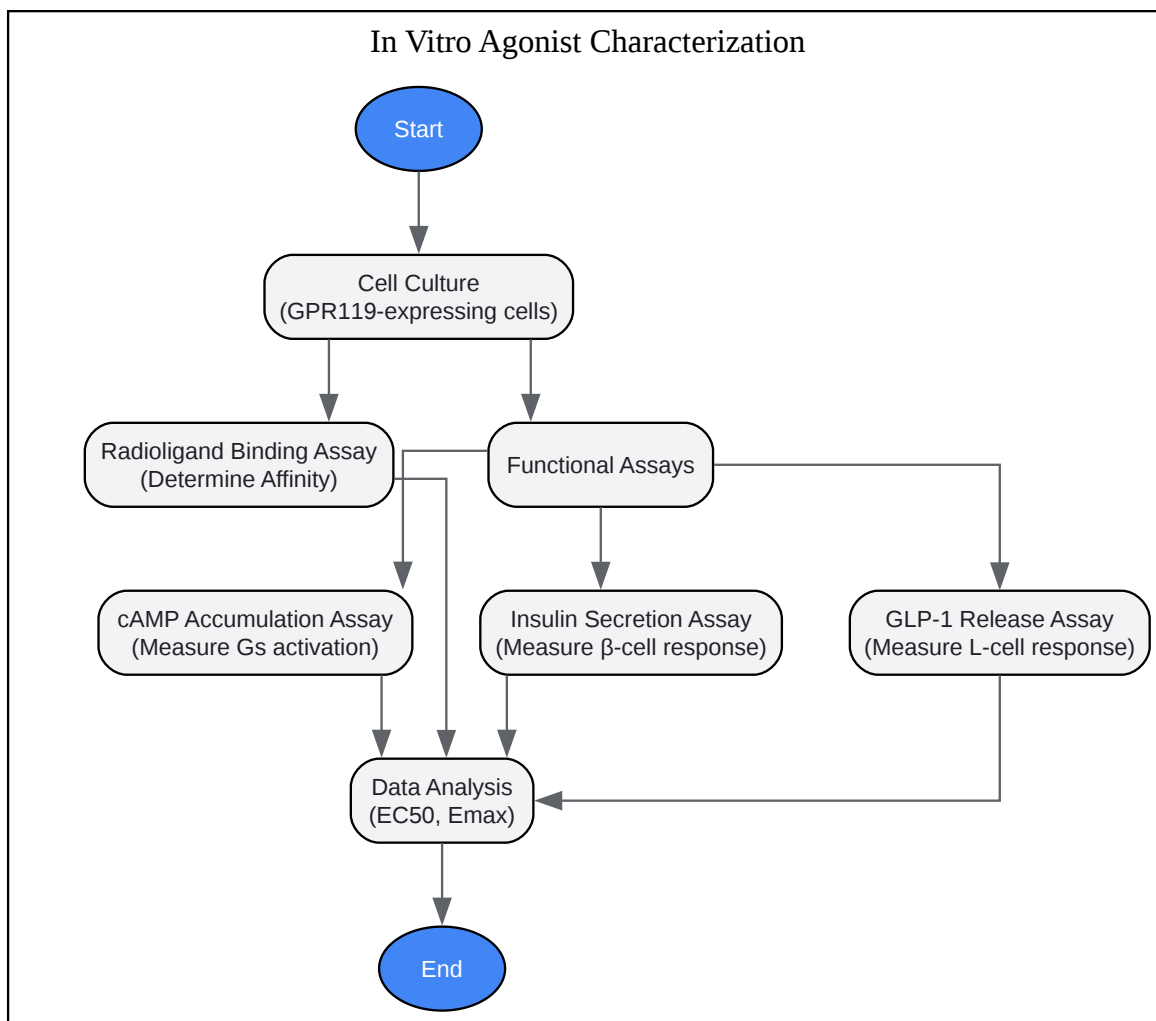 In Vitro Agonist Characterization
Start
Cell Culture
(GPR119-expressing cells)
Radioligand Binding Assay
(Determine Affinity)
Functional Assays
cAMP Accumulation Assay
(Measure Gs activation)
Insulin Secretion Assay
(Measure β-cell response)
GLP-1 Release Assay
(Measure L-cell response)
Data Analysis
(EC50, Emax)
End